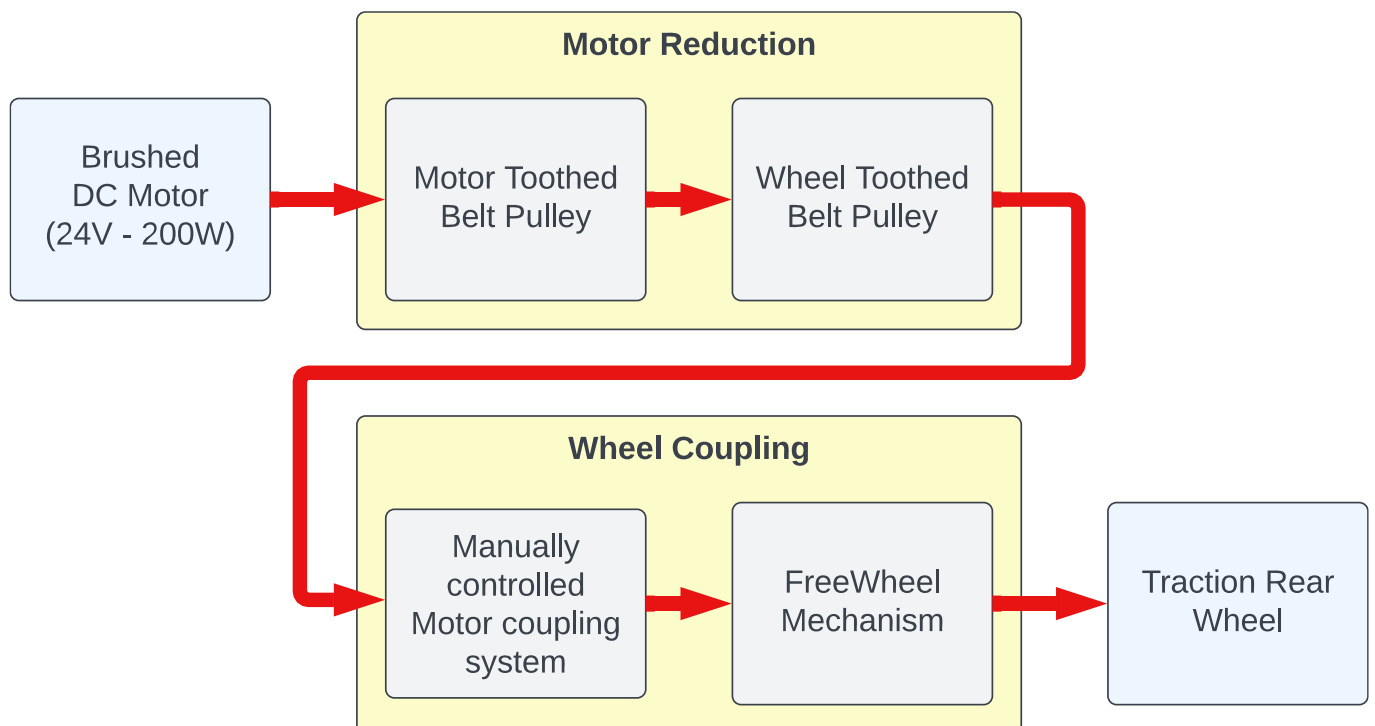 Motor Reduction
Brushed
DC Motor
(24V - 200W)
Motor Toothed
Belt Pulley
Wheel Toothed
Belt Pulley
Wheel Coupling
Manually
controlled
Motor coupling
system
FreeWheel
Mechanism
Traction Rear
Wheel